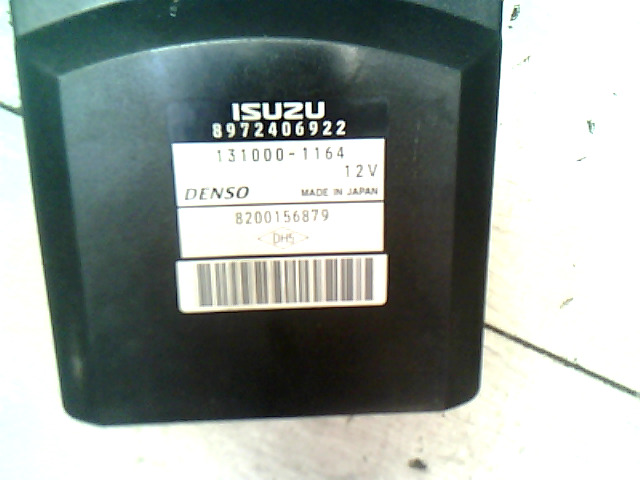 ISUZU
8972406922
131000-1164
12V
DENSO MADE IN JAPAN
8200156879
DHS